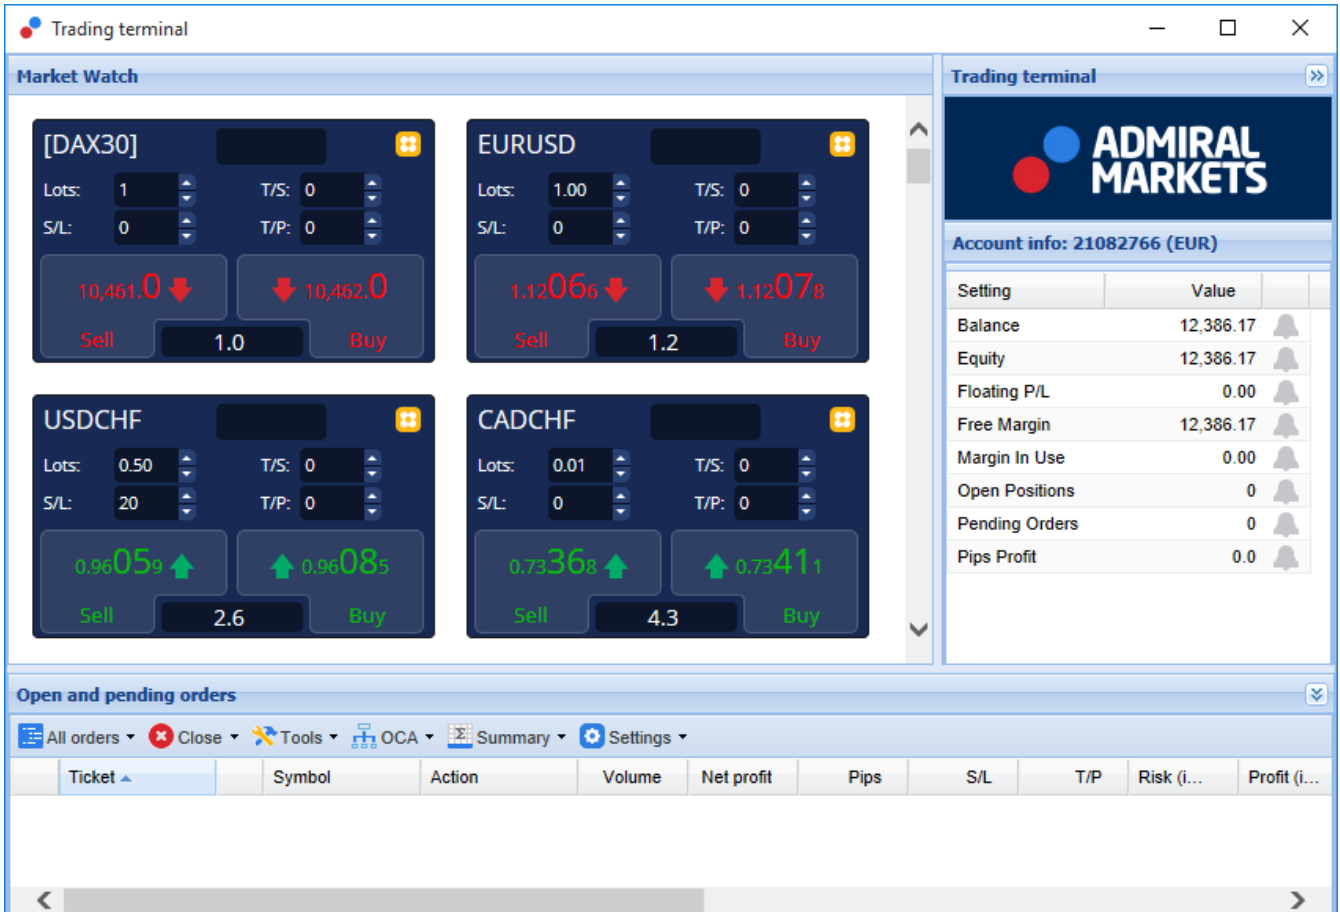 Trading terminal
Market Watch
[DAX30]
Lots: 1 T/S: 0
S/L: 0 T/P: 0
10,461.0 10,462.0
Sell 1.0 Buy
EURUSD
Lots: 1.00 T/S: 0
S/L: 0 T/P: 0
1.12066 1.12078
Sell 1.2 Buy
USDCHF
Lots: 0.50 T/S: 0
S/L: 20 T/P: 0
0.96059 0.96085
Sell 2.6 Buy
CADCHF
Lots: 0.01 T/S: 0
S/L: 0 T/P: 0
0.73368 0.73411
Sell 4.3 Buy
Trading terminal
ADMIRAL
MARKETS
Account info: 21082766 (EUR)
Setting Value
Balance 12,386.17
Equity 12,386.17
Floating P/L 0.00
Free Margin 12,386.17
Margin In Use 0.00
Open Positions 0
Pending Orders 0
Pips Profit 0.0
Open and pending orders
All orders Close Tools OCA Σ Summary Settings
Ticket Symbol Action Volume Net profit Pips S/L T/P Risk (i... Profit (i...